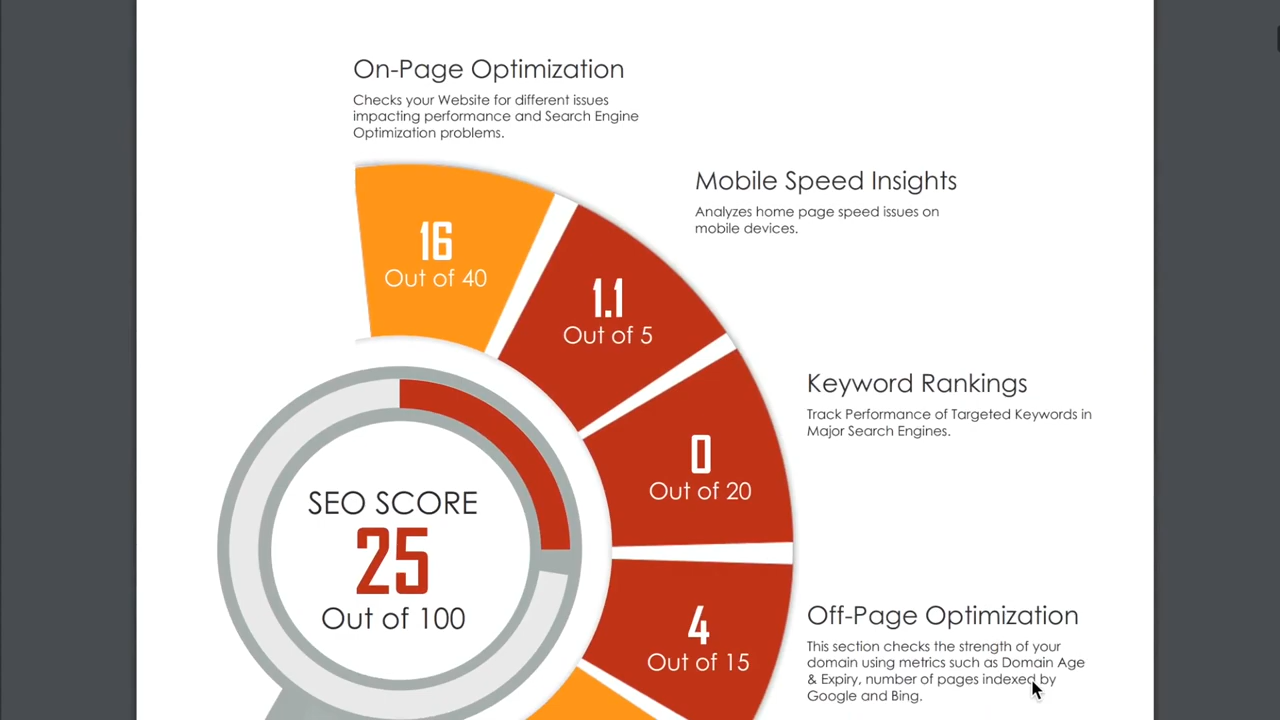 On-Page Optimization
Checks your Website for different issues
impacting performance and Search Engine
Optimization problems.
Mobile Speed Insights
Analyzes home page speed issues on
mobile devices.
16
Out of 40
1.1
Out of 5
Keyword Rankings
Track Performance of Targeted Keywords in
Major Search Engines.
0
Out of 20
SEO SCORE
25
Out of 100
4
Out of 15
Off-Page Optimization
This section checks the strength of your
domain using metrics such as Domain Age
& Expiry, number of pages indexed by
Google and Bing.